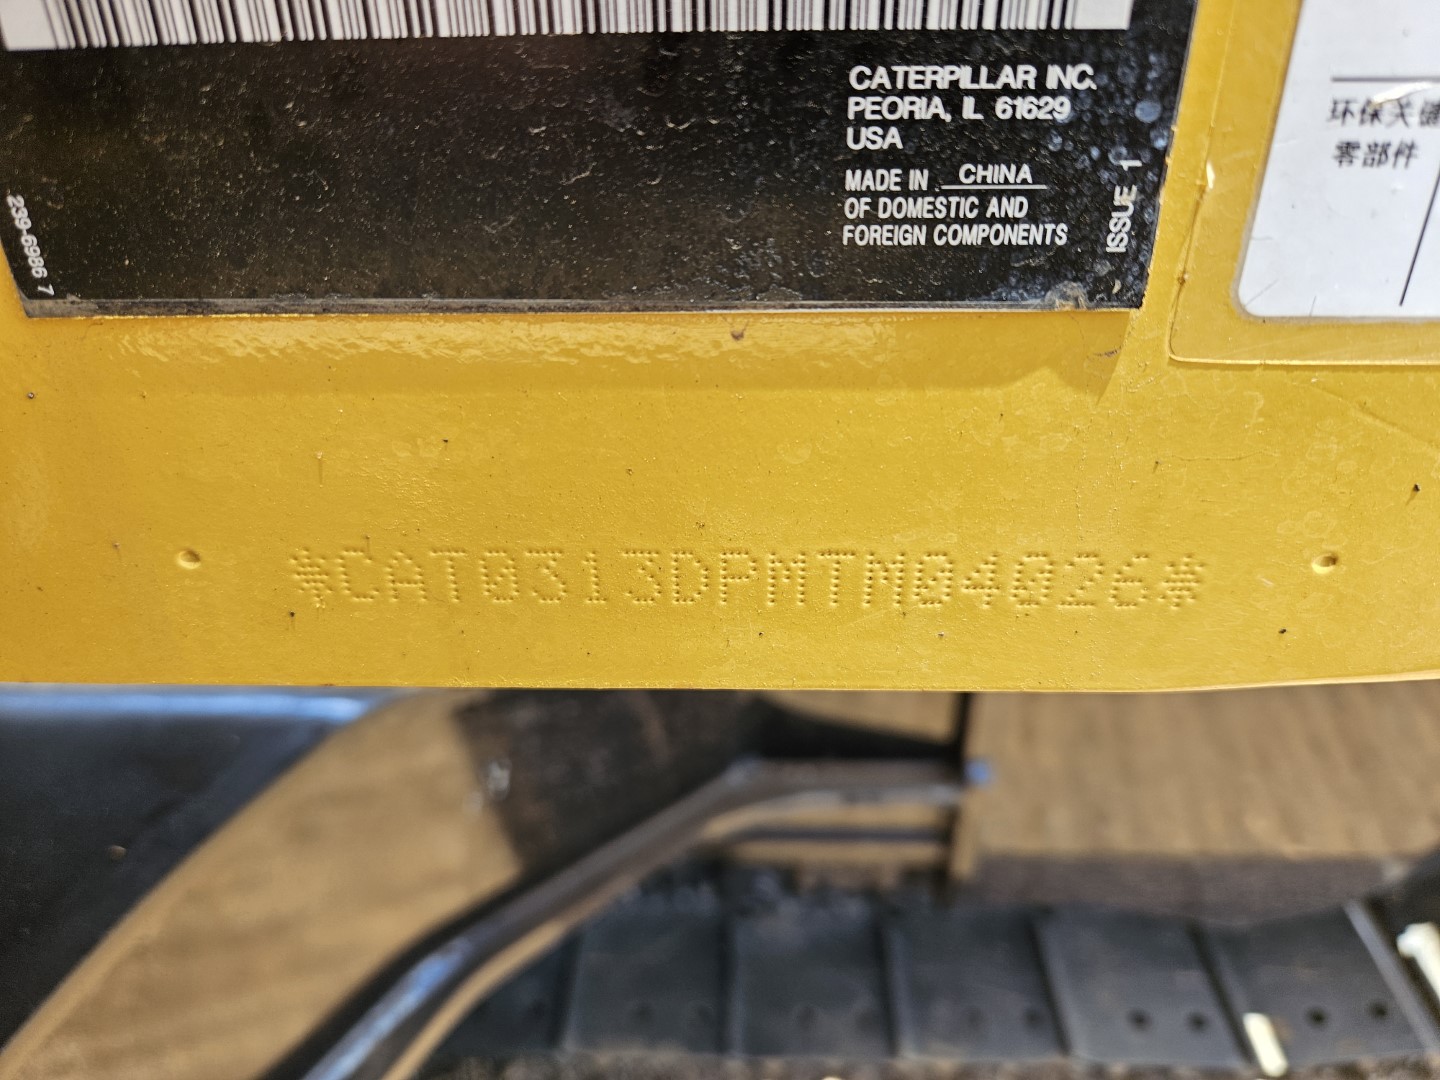 CATERPILLAR INC.
PEORIA, IL 61629
USA
MADE IN CHINA
OF DOMESTIC AND
FOREIGN COMPONENTS
ISSUE 1
239-6986 7
环保关键
零部件
*CAT0313DPMTM04026*